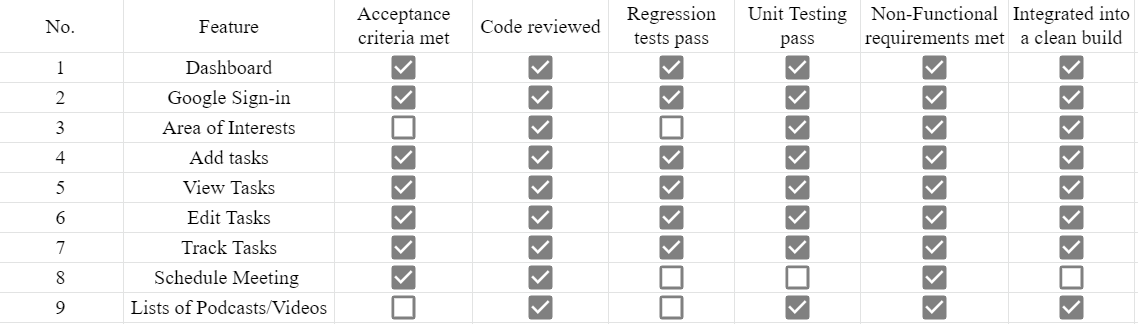 No. Feature Acceptance criteria met Code reviewed Regression tests pass Unit Testing pass Non-Functional requirements met Integrated into a clean build
1 Dashboard
2 Google Sign-in
3 Area of Interests
4 Add tasks
5 View Tasks
6 Edit Tasks
7 Track Tasks
8 Schedule Meeting
9 Lists of Podcasts/Videos